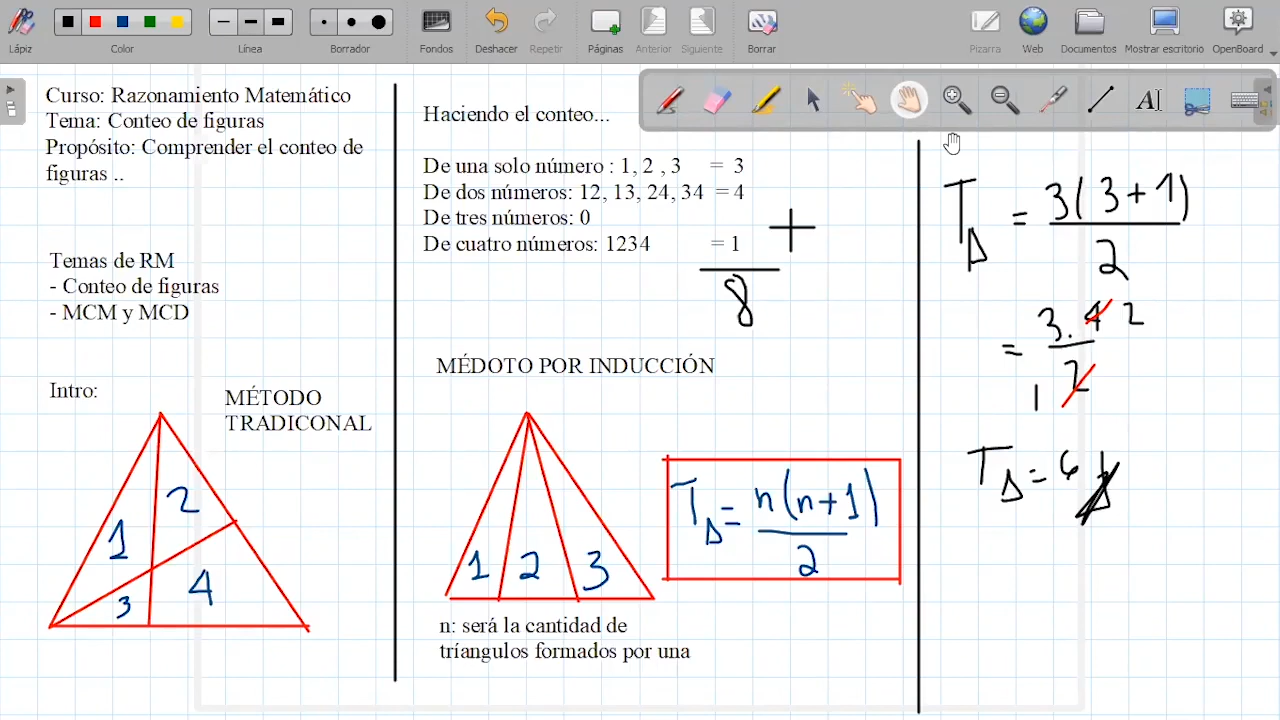 Lápiz
Color
Línea
Borrador
Fondos
Deshacer
Repetir
Páginas
Anterior
Siguiente
Borrar
Pizarra
Web
Documentos
Mostrar escritorio
OpenBoard
Curso: Razonamiento Matemático
Tema: Conteo de figuras
Propósito: Comprender el conteo de
figuras ..
Temas de RM
- Conteo de figuras
- MCM y MCD
Intro:
MÉTODO
TRADICONAL
1
2
3
4
Haciendo el conteo...
De una solo número : 1, 2 , 3 = 3
De dos números: 12, 13, 24, 34 = 4
De tres números: 0
De cuatro números: 1234 = 1
+
8
MÉDOTO POR INDUCCIÓN
1 2 3
TΔ = n(n+1)
2
n: será la cantidad de
tríangulos formados por una
TΔ = 3(3+1)
2
= 3.4 2
1 2
TΔ = 6